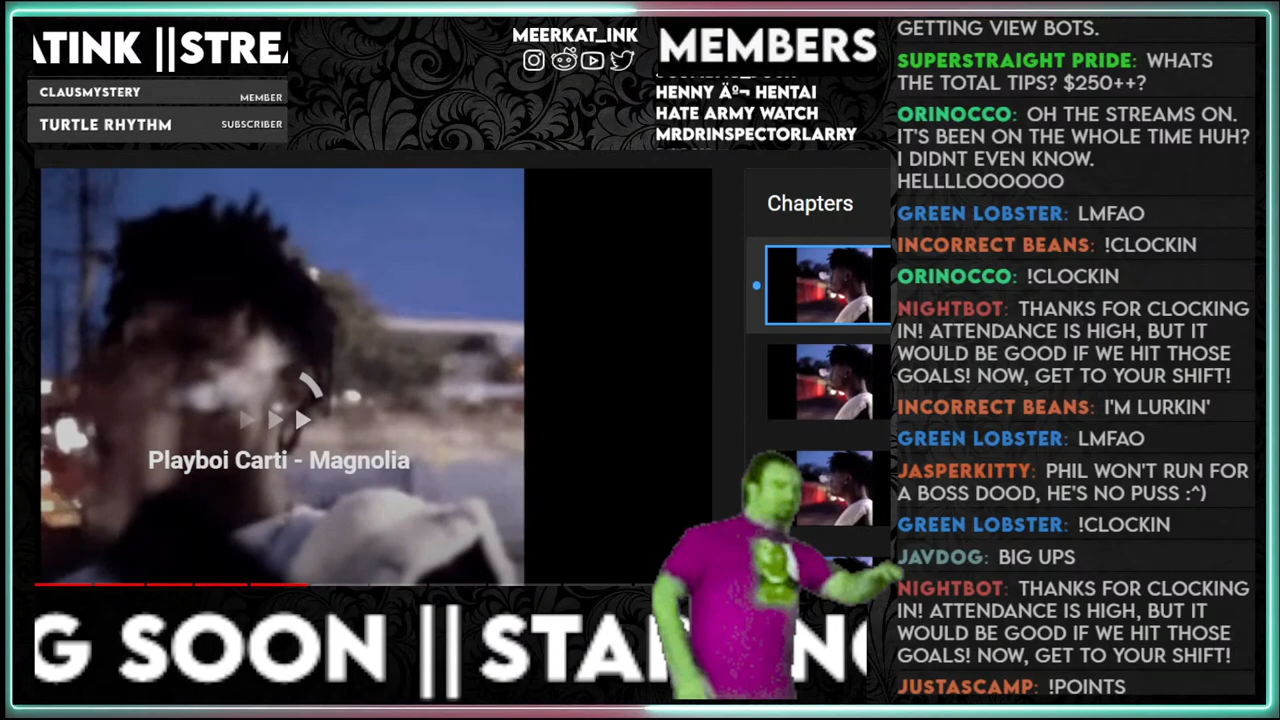 ATINK ||STREA
CLAUSMYSTERY
MEMBER
TURTLE RHYTHM
SUBSCRIBER
MEERKAT_INK
MEMBERS
HENNY Äº¬ HENTAI
HATE ARMY WATCH
MRDRINSPECTORLARRY
Chapters
Playboi Carti - Magnolia
G SOON || STAR
GETTING VIEW BOTS.
SUPERSTRAIGHT PRIDE: WHATS
THE TOTAL TIPS? $250++?
ORINOCCO: OH THE STREAMS ON.
IT'S BEEN ON THE WHOLE TIME HUH?
I DIDNT EVEN KNOW.
HELLLLOOOOOO
GREEN LOBSTER: LMFAO
INCORRECT BEANS: !CLOCKIN
ORINOCCO: !CLOCKIN
NIGHTBOT: THANKS FOR CLOCKING
IN! ATTENDANCE IS HIGH, BUT IT
WOULD BE GOOD IF WE HIT THOSE
GOALS! NOW, GET TO YOUR SHIFT!
INCORRECT BEANS: I'M LURKIN'
GREEN LOBSTER: LMFAO
JASPERKITTY: PHIL WON'T RUN FOR
A BOSS DOOD, HE'S NO PUSS :^)
GREEN LOBSTER: !CLOCKIN
JAVDOG: BIG UPS
NIGHTBOT: THANKS FOR CLOCKING
IN! ATTENDANCE IS HIGH, BUT IT
WOULD BE GOOD IF WE HIT THOSE
GOALS! NOW, GET TO YOUR SHIFT!
JUSTASCAMP: !POINTS